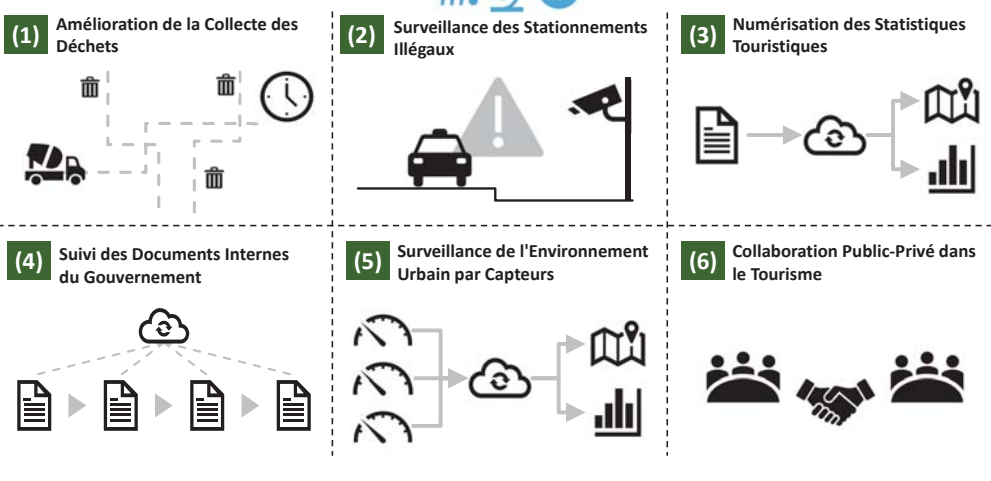 (1) Amélioration de la Collecte des
Déchets
(2) Surveillance des Stationnements
Illégaux
(3) Numérisation des Statistiques
Touristiques
(4) Suivi des Documents Internes
du Gouvernement
(5) Surveillance de l'Environnement
Urbain par Capteurs
(6) Collaboration Public-Privé dans
le Tourisme